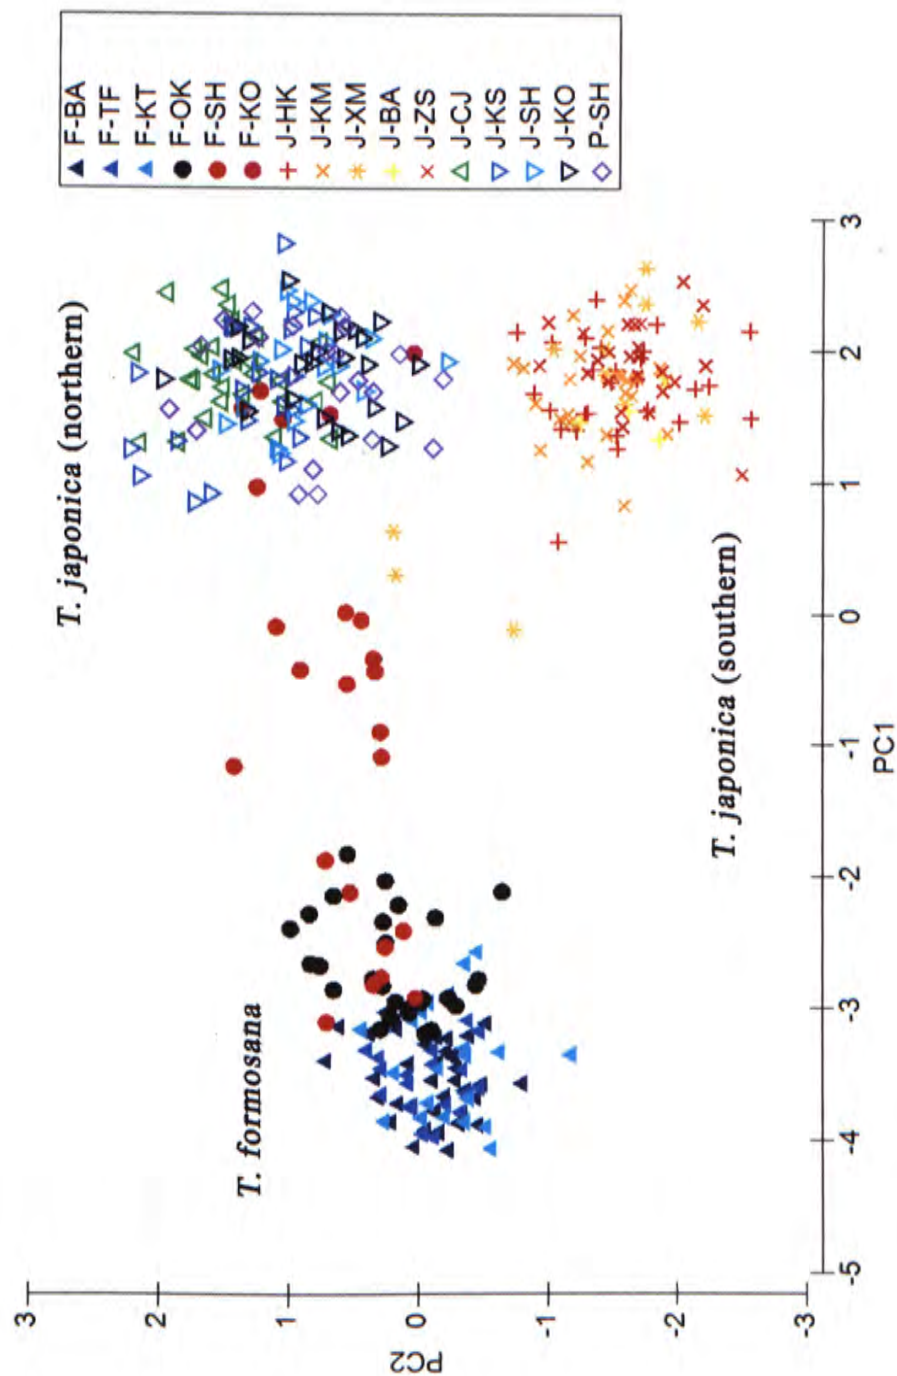 F-BA
F-TF
F-KT
F-OK
F-SH
F-KO
J-HK
J-KM
J-XM
J-BA
J-ZS
J-CJ
J-KS
J-SH
J-KO
P-SH
T. japonica (northern)
T. formosana
T. japonica (southern)
PC2
3
2
1
0
-1
-2
-3
-5
-4
-3
-2
-1
0
1
2
3
PC1